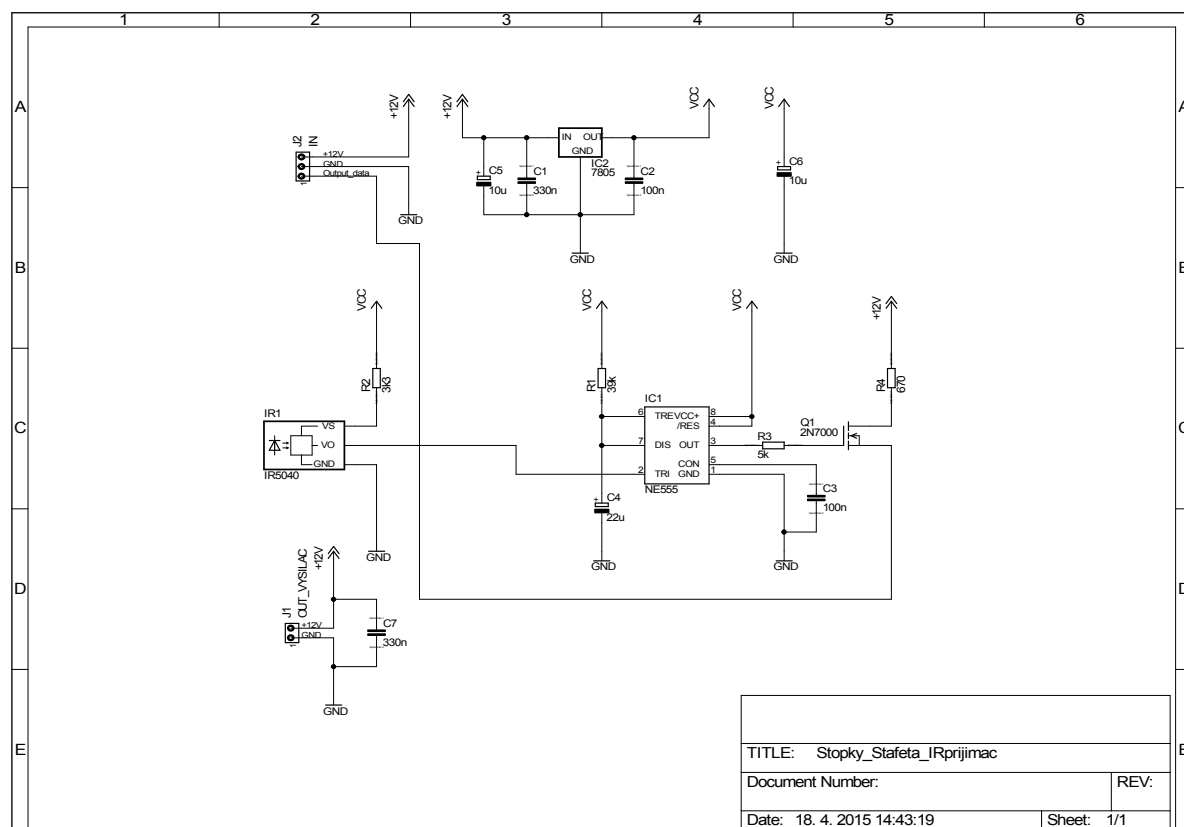 1 2 3 4 5 6
A A
B B
C C
D D
E E
J2
IN
+12V
GND
Output_data
1
+12V
GND
+12V
C5
10u
C1
330n
IN OUT
GND
IC2
7805
C2
100n
VCC
GND
VCC
C6
10u
GND
VCC
R2
3k3
IR1
VS
VO
GND
IR5040
GND
VCC
R1
39k
IC1
6 TRE VCC+ 8
/RES 4
7 DIS OUT 3
CON 5
2 TRI GND 1
NE555
C4
22u
GND
VCC
R3
5k
Q1
2N7000
+12V
R4
670
C3
100n
GND
J1
OUT_VYSILAC
+12V
+12V
GND
1
C7
330n
GND
TITLE: Stopky_Stafeta_IRprijimac
Document Number:
REV:
Date: 18. 4. 2015 14:43:19
Sheet: 1/1